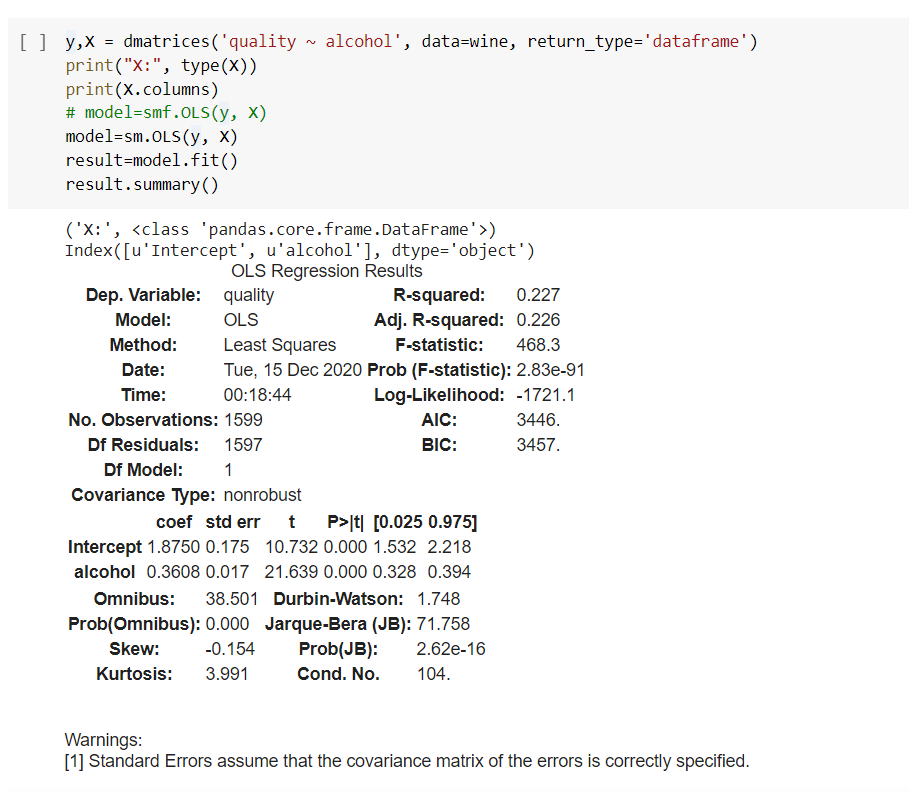 [ ] y,X = dmatrices('quality ~ alcohol', data=wine, return_type='dataframe')
print("X:", type(X))
print(X.columns)
# model=smf.OLS(y, X)
model=sm.OLS(y, X)
result=model.fit()
result.summary()
('X:', <class 'pandas.core.frame.DataFrame'>)
Index([u'Intercept', u'alcohol'], dtype='object')
OLS Regression Results
Dep. Variable: quality R-squared: 0.227
Model: OLS Adj. R-squared: 0.226
Method: Least Squares F-statistic: 468.3
Date: Tue, 15 Dec 2020 Prob (F-statistic): 2.83e-91
Time: 00:18:44 Log-Likelihood: -1721.1
No. Observations: 1599 AIC: 3446.
Df Residuals: 1597 BIC: 3457.
Df Model: 1
Covariance Type: nonrobust
coef std err t P>|t| [0.025 0.975]
Intercept 1.8750 0.175 10.732 0.000 1.532 2.218
alcohol 0.3608 0.017 21.639 0.000 0.328 0.394
Omnibus: 38.501 Durbin-Watson: 1.748
Prob(Omnibus): 0.000 Jarque-Bera (JB): 71.758
Skew: -0.154 Prob(JB): 2.62e-16
Kurtosis: 3.991 Cond. No. 104.
Warnings:
[1] Standard Errors assume that the covariance matrix of the errors is correctly specified.